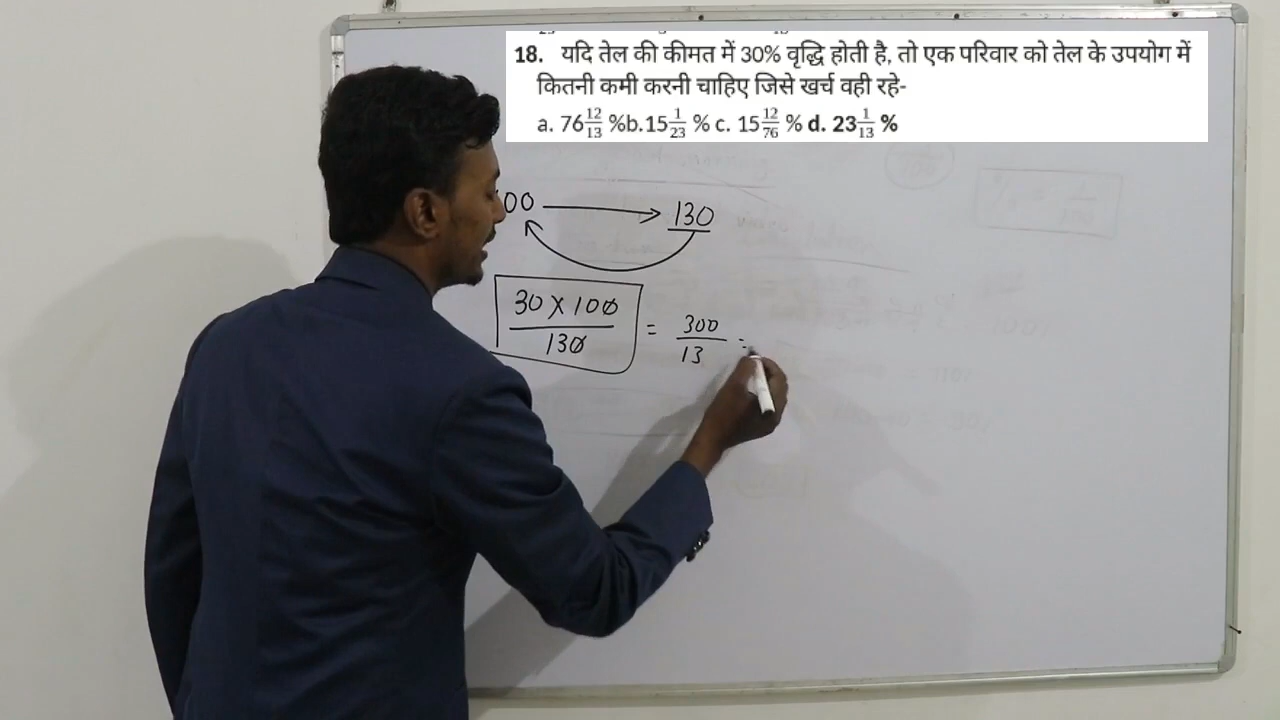 18. यदि तेल की कीमत में 30% वृद्धि होती है, तो एक परिवार को तेल के उपयोग में
कितनी कमी करनी चाहिए जिसे खर्च वही रहे-
a. 76 12/13 %b.15 1/23 % c. 15 12/76 % d. 23 1/13 %
00 → 130
30 X 100 / 130 = 300 / 13 =